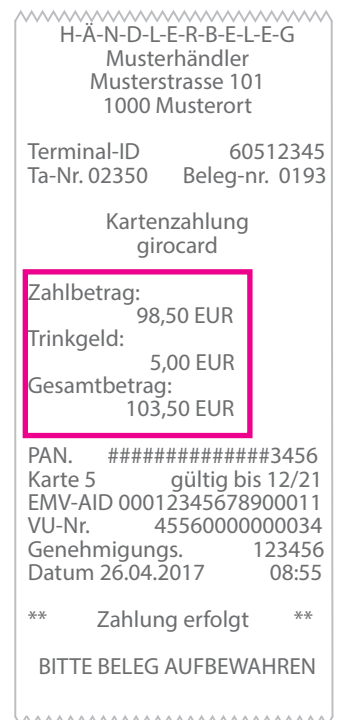 H-Ä-N-D-L-E-R-B-E-L-E-G
Musterhändler
Musterstrasse 101
1000 Musterort
Terminal-ID 60512345
Ta-Nr. 02350 Beleg-nr. 0193
Kartenzahlung
girocard
Zahlbetrag:
98,50 EUR
Trinkgeld:
5,00 EUR
Gesamtbetrag:
103,50 EUR
PAN. ##############3456
Karte 5 gültig bis 12/21
EMV-AID 00012345678900011
VU-Nr. 45560000000034
Genehmigungs. 123456
Datum 26.04.2017 08:55
** Zahlung erfolgt **
BITTE BELEG AUFBEWAHREN